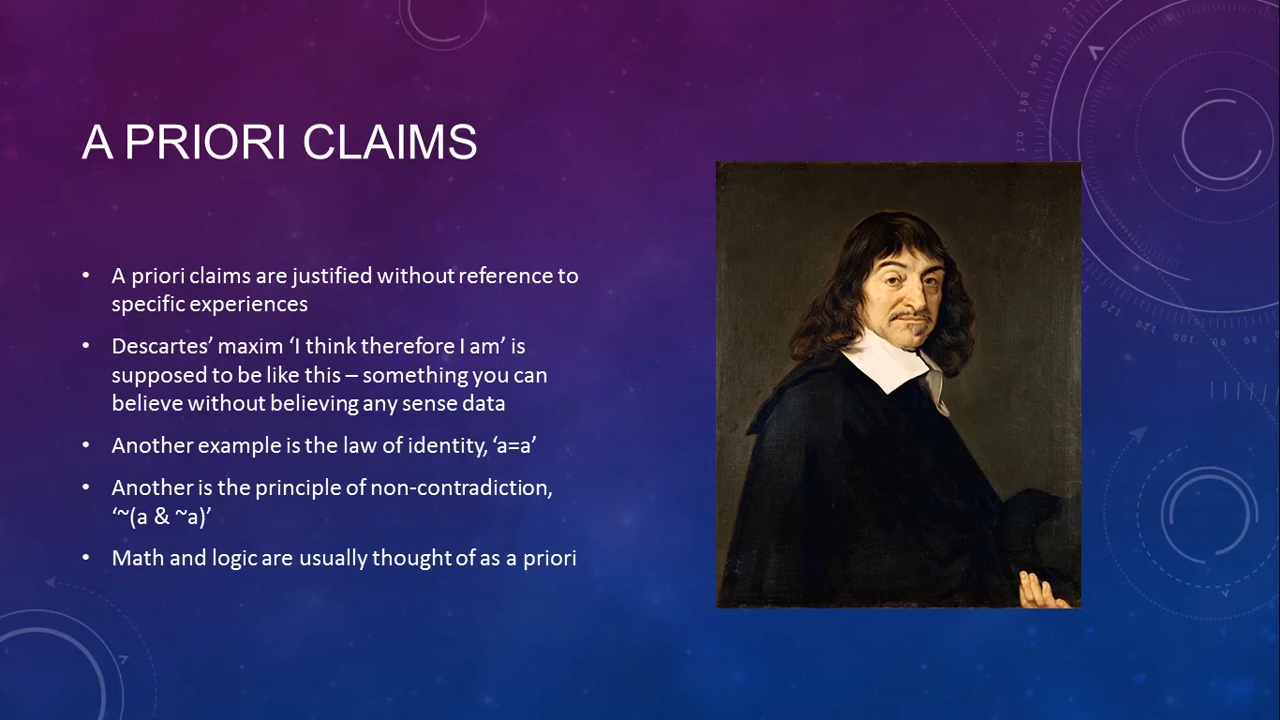 A PRIORI CLAIMS
• A priori claims are justified without reference to
specific experiences
• Descartes’ maxim ‘I think therefore I am’ is
supposed to be like this – something you can
believe without believing any sense data
• Another example is the law of identity, ‘a=a’
• Another is the principle of non-contradiction,
‘~(a & ~a)’
• Math and logic are usually thought of as a priori